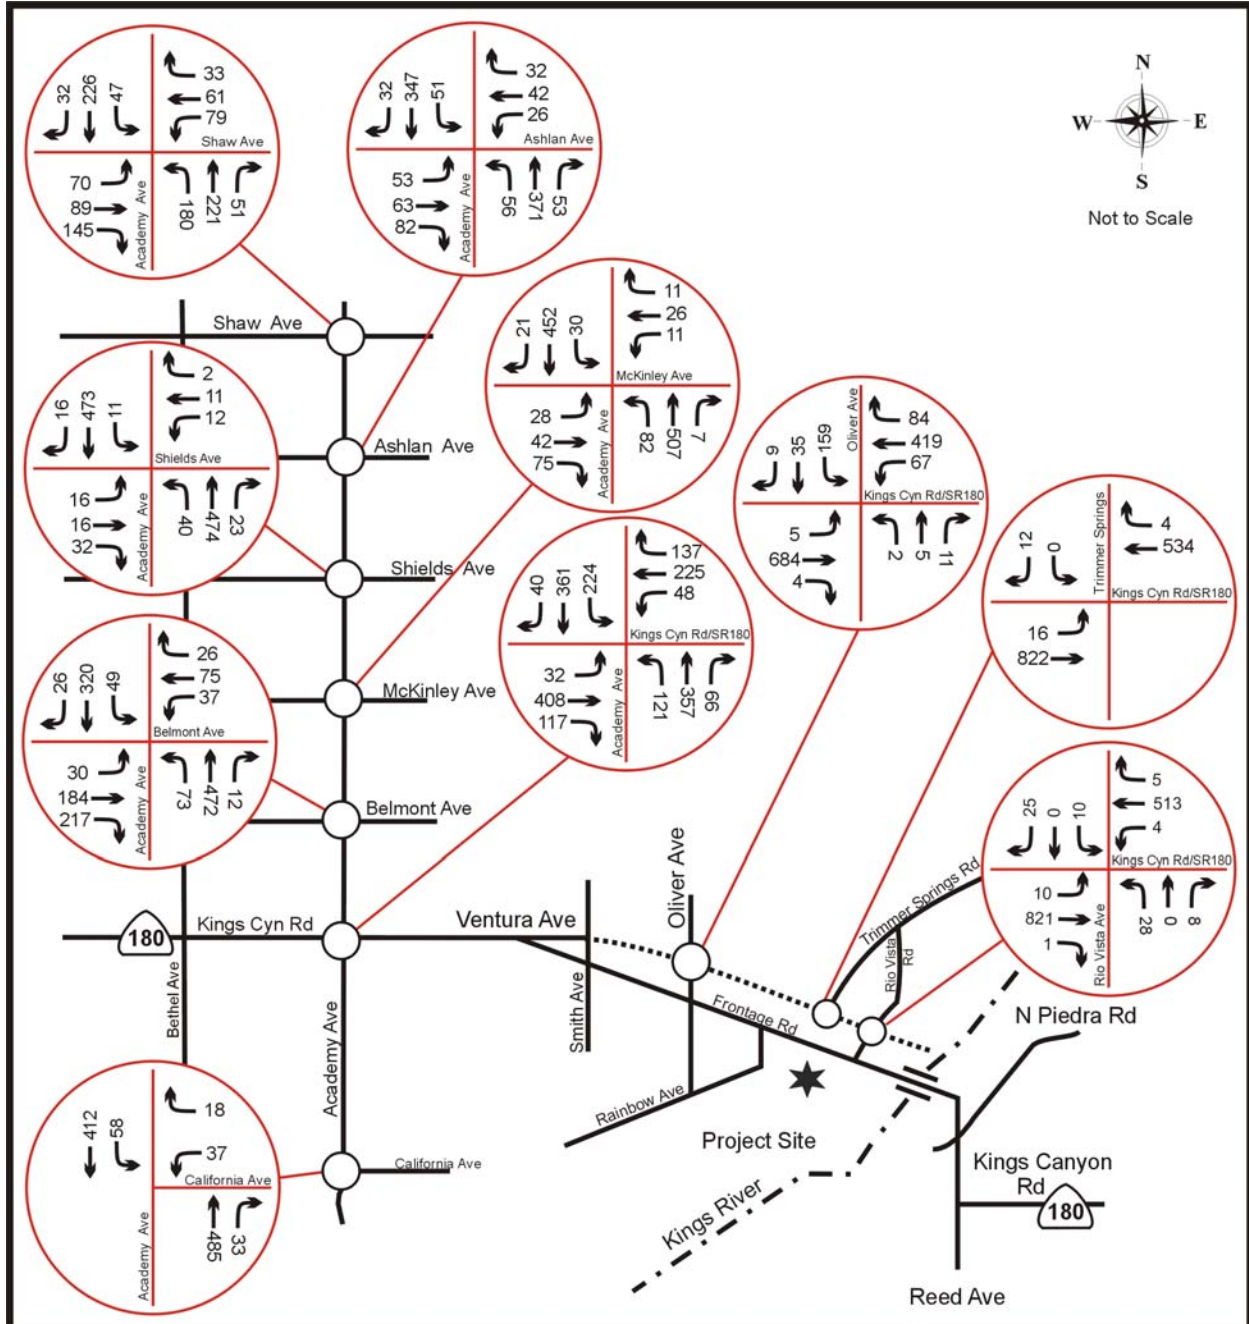 N
W E
S
Not to Scale
32 226 47
33
61
79
Shaw Ave
70
89
145
Academy Ave
180 221 51
32 347 51
32
42
26
Ashlan Ave
53
63
82
Academy Ave
56 371 53
21 452 30
11
26
11
McKinley Ave
28
42
75
Academy Ave
82 507 7
16 473 11
2
11
12
Shields Ave
16
16
32
Academy Ave
40 474 23
9 35 159
Oliver Ave
84
419
67
Kings Cyn Rd/SR180
5
684
4
2 5 11
12 0
Trimmer Springs
4
534
Kings Cyn Rd/SR180
16
822
40 361 224
137
225
48
Kings Cyn Rd/SR180
32
408
117
Academy Ave
121 357 66
26 320 49
26
75
37
Belmont Ave
30
184
217
Academy Ave
73 472 12
25 0 10
5
513
4
Kings Cyn Rd/SR180
10
821
1
Rio Vista Ave
28 0 8
412 58
18
37
California Ave
Academy Ave
485 33
Shaw Ave
Ashlan Ave
Shields Ave
McKinley Ave
Belmont Ave
180
Kings Cyn Rd
Ventura Ave
Oliver Ave
Trimmer Springs Rd
Rio Vista
Rd
Bethel Ave
Academy Ave
Smith Ave
Frontage Rd
N Piedra Rd
Rainbow Ave
Project Site
California Ave
Kings River
Kings Canyon
Rd
180
Reed Ave